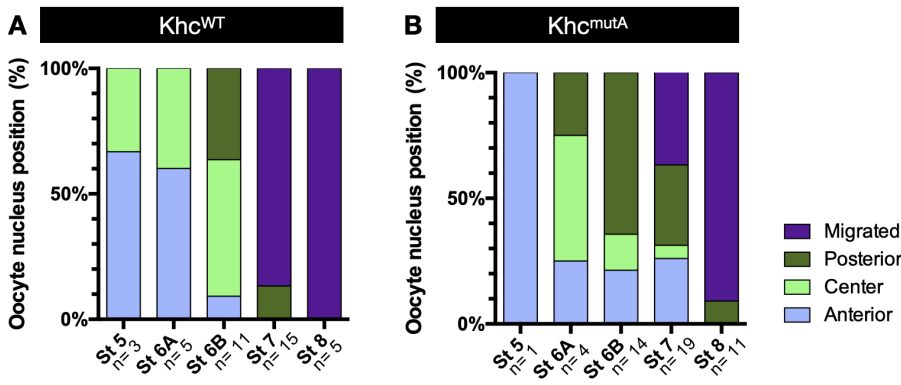 A
Khc^WT
Oocyte nucleus position (%)
100%
50%
0%
St 5
n= 3
St 6A
n= 5
St 6B
n= 11
St 7
n= 15
St 8
n= 5
B
Khc^mutA
Oocyte nucleus position (%)
100%
50%
0%
St 5
n= 1
St 6A
n= 4
St 6B
n= 14
St 7
n= 19
St 8
n= 11
Migrated
Posterior
Center
Anterior